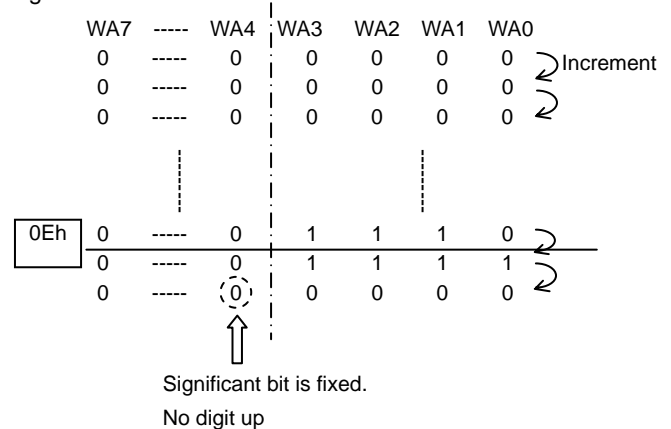 WA7 ----- WA4 WA3 WA2 WA1 WA0
0 ----- 0 0 0 0 0 Increment
0 ----- 0 0 0 0 0
0 ----- 0 0 0 0 0
0Eh 0 ----- 0 1 1 1 0
0 ----- 0 1 1 1 1
0 ----- 0 0 0 0 0
Significant bit is fixed.
No digit up